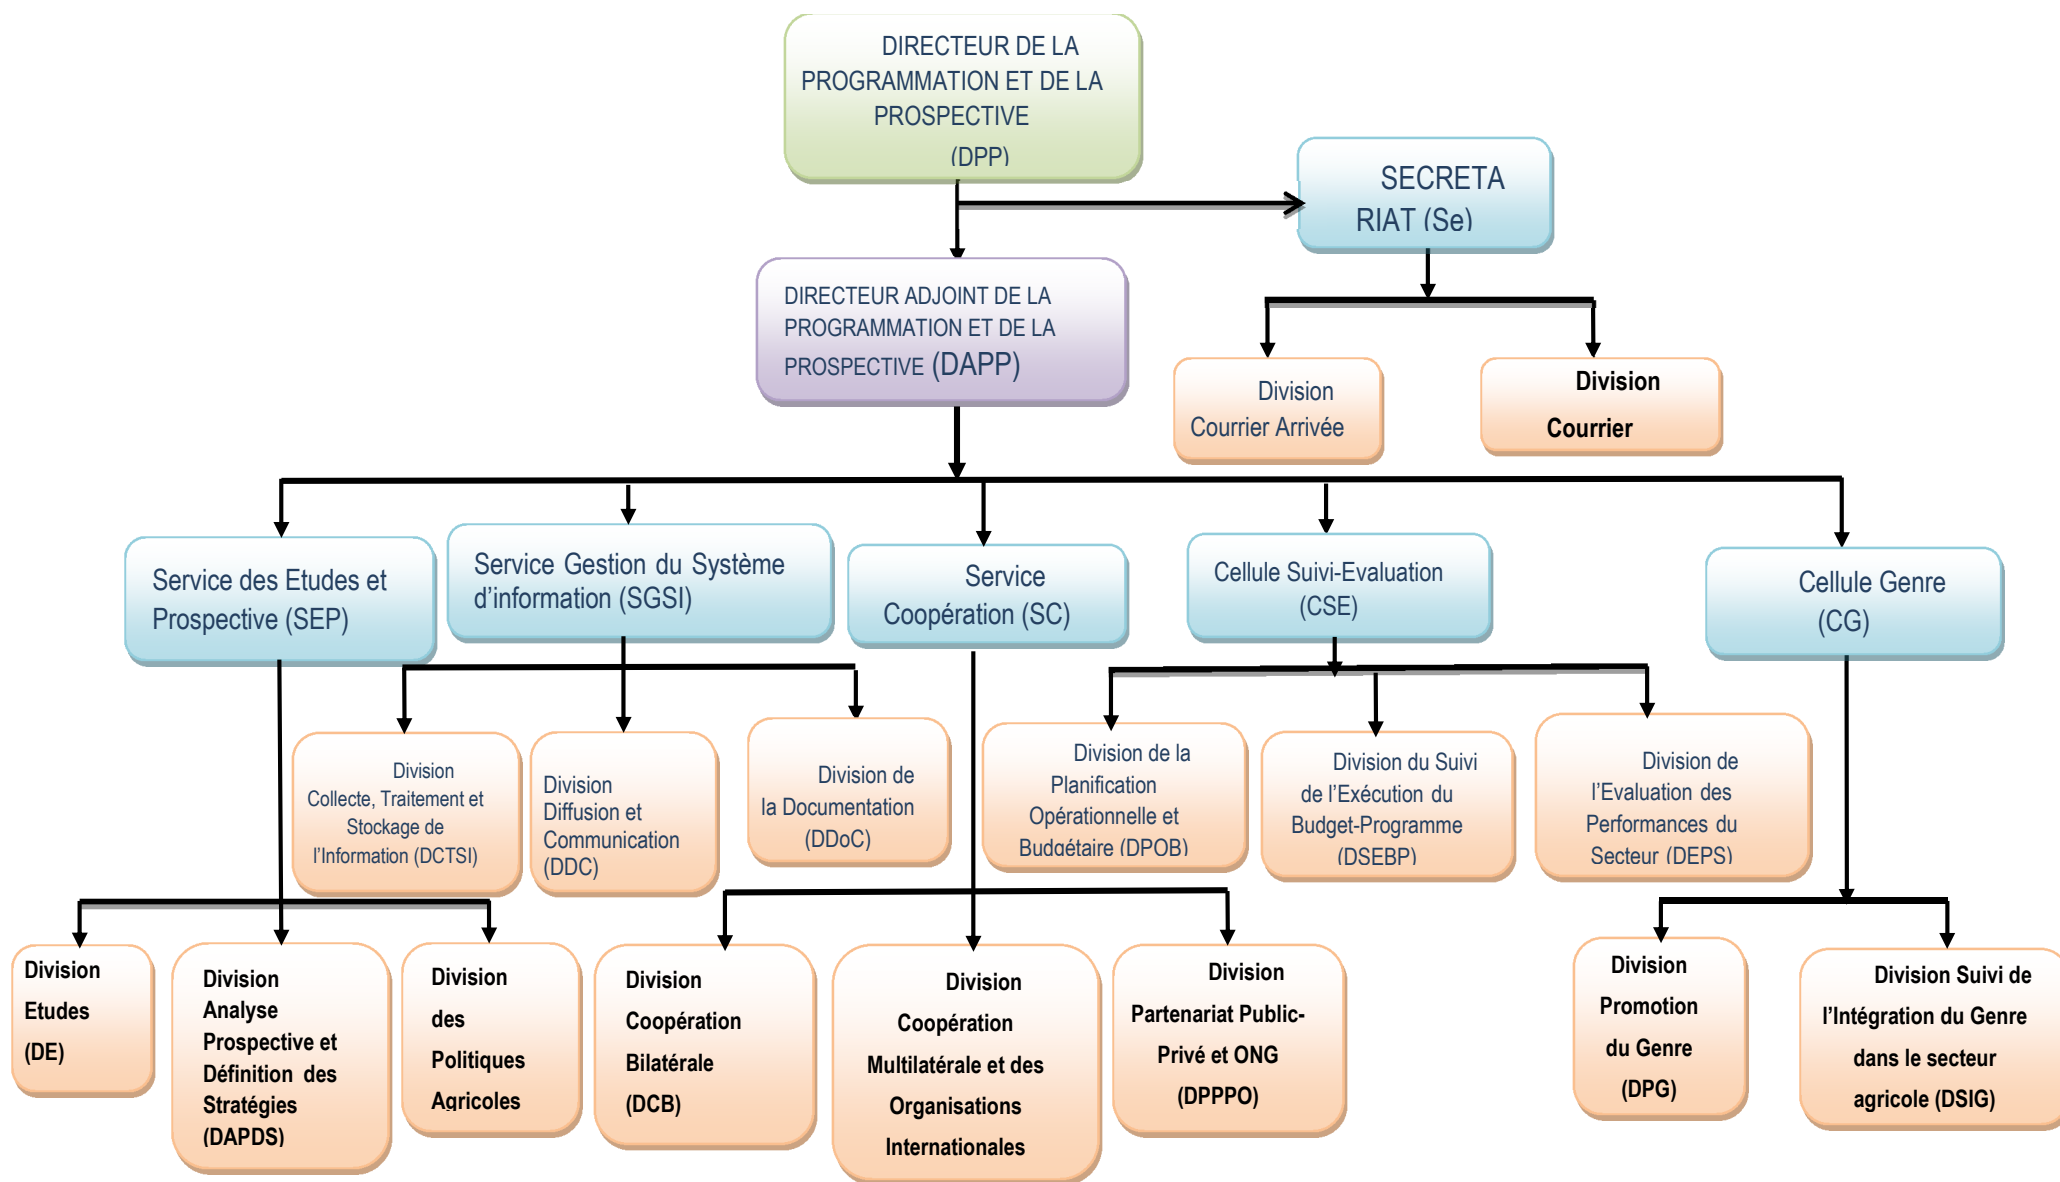 DIRECTEUR DE LA
PROGRAMMATION ET DE LA
PROSPECTIVE
(DPP)
SECRETA
RIAT (Se)
DIRECTEUR ADJOINT DE LA
PROGRAMMATION ET DE LA
PROSPECTIVE (DAPP)
Division
Courrier Arrivée
Division
Courrier
Service des Etudes et
Prospective (SEP)
Service Gestion du Système
d’information (SGSI)
Service
Coopération (SC)
Cellule Suivi-Evaluation
(CSE)
Cellule Genre
(CG)
Division
Collecte, Traitement et
Stockage de
l’Information (DCTSI)
Division
Diffusion et
Communication
(DDC)
Division de
la Documentation
(DDoC)
Division de la
Planification
Opérationnelle et
Budgétaire (DPOB)
Division du Suivi
de l’Exécution du
Budget-Programme
(DSEBP)
Division de
l’Evaluation des
Performances du
Secteur (DEPS)
Division
Etudes
(DE)
Division
Analyse
Prospective et
Définition des
Stratégies
(DAPDS)
Division
des
Politiques
Agricoles
Division
Coopération
Bilatérale
(DCB)
Division
Coopération
Multilatérale et des
Organisations
Internationales
Division
Partenariat Public-
Privé et ONG
(DPPPO)
Division
Promotion
du Genre
(DPG)
Division Suivi de
l’Intégration du Genre
dans le secteur
agricole (DSIG)